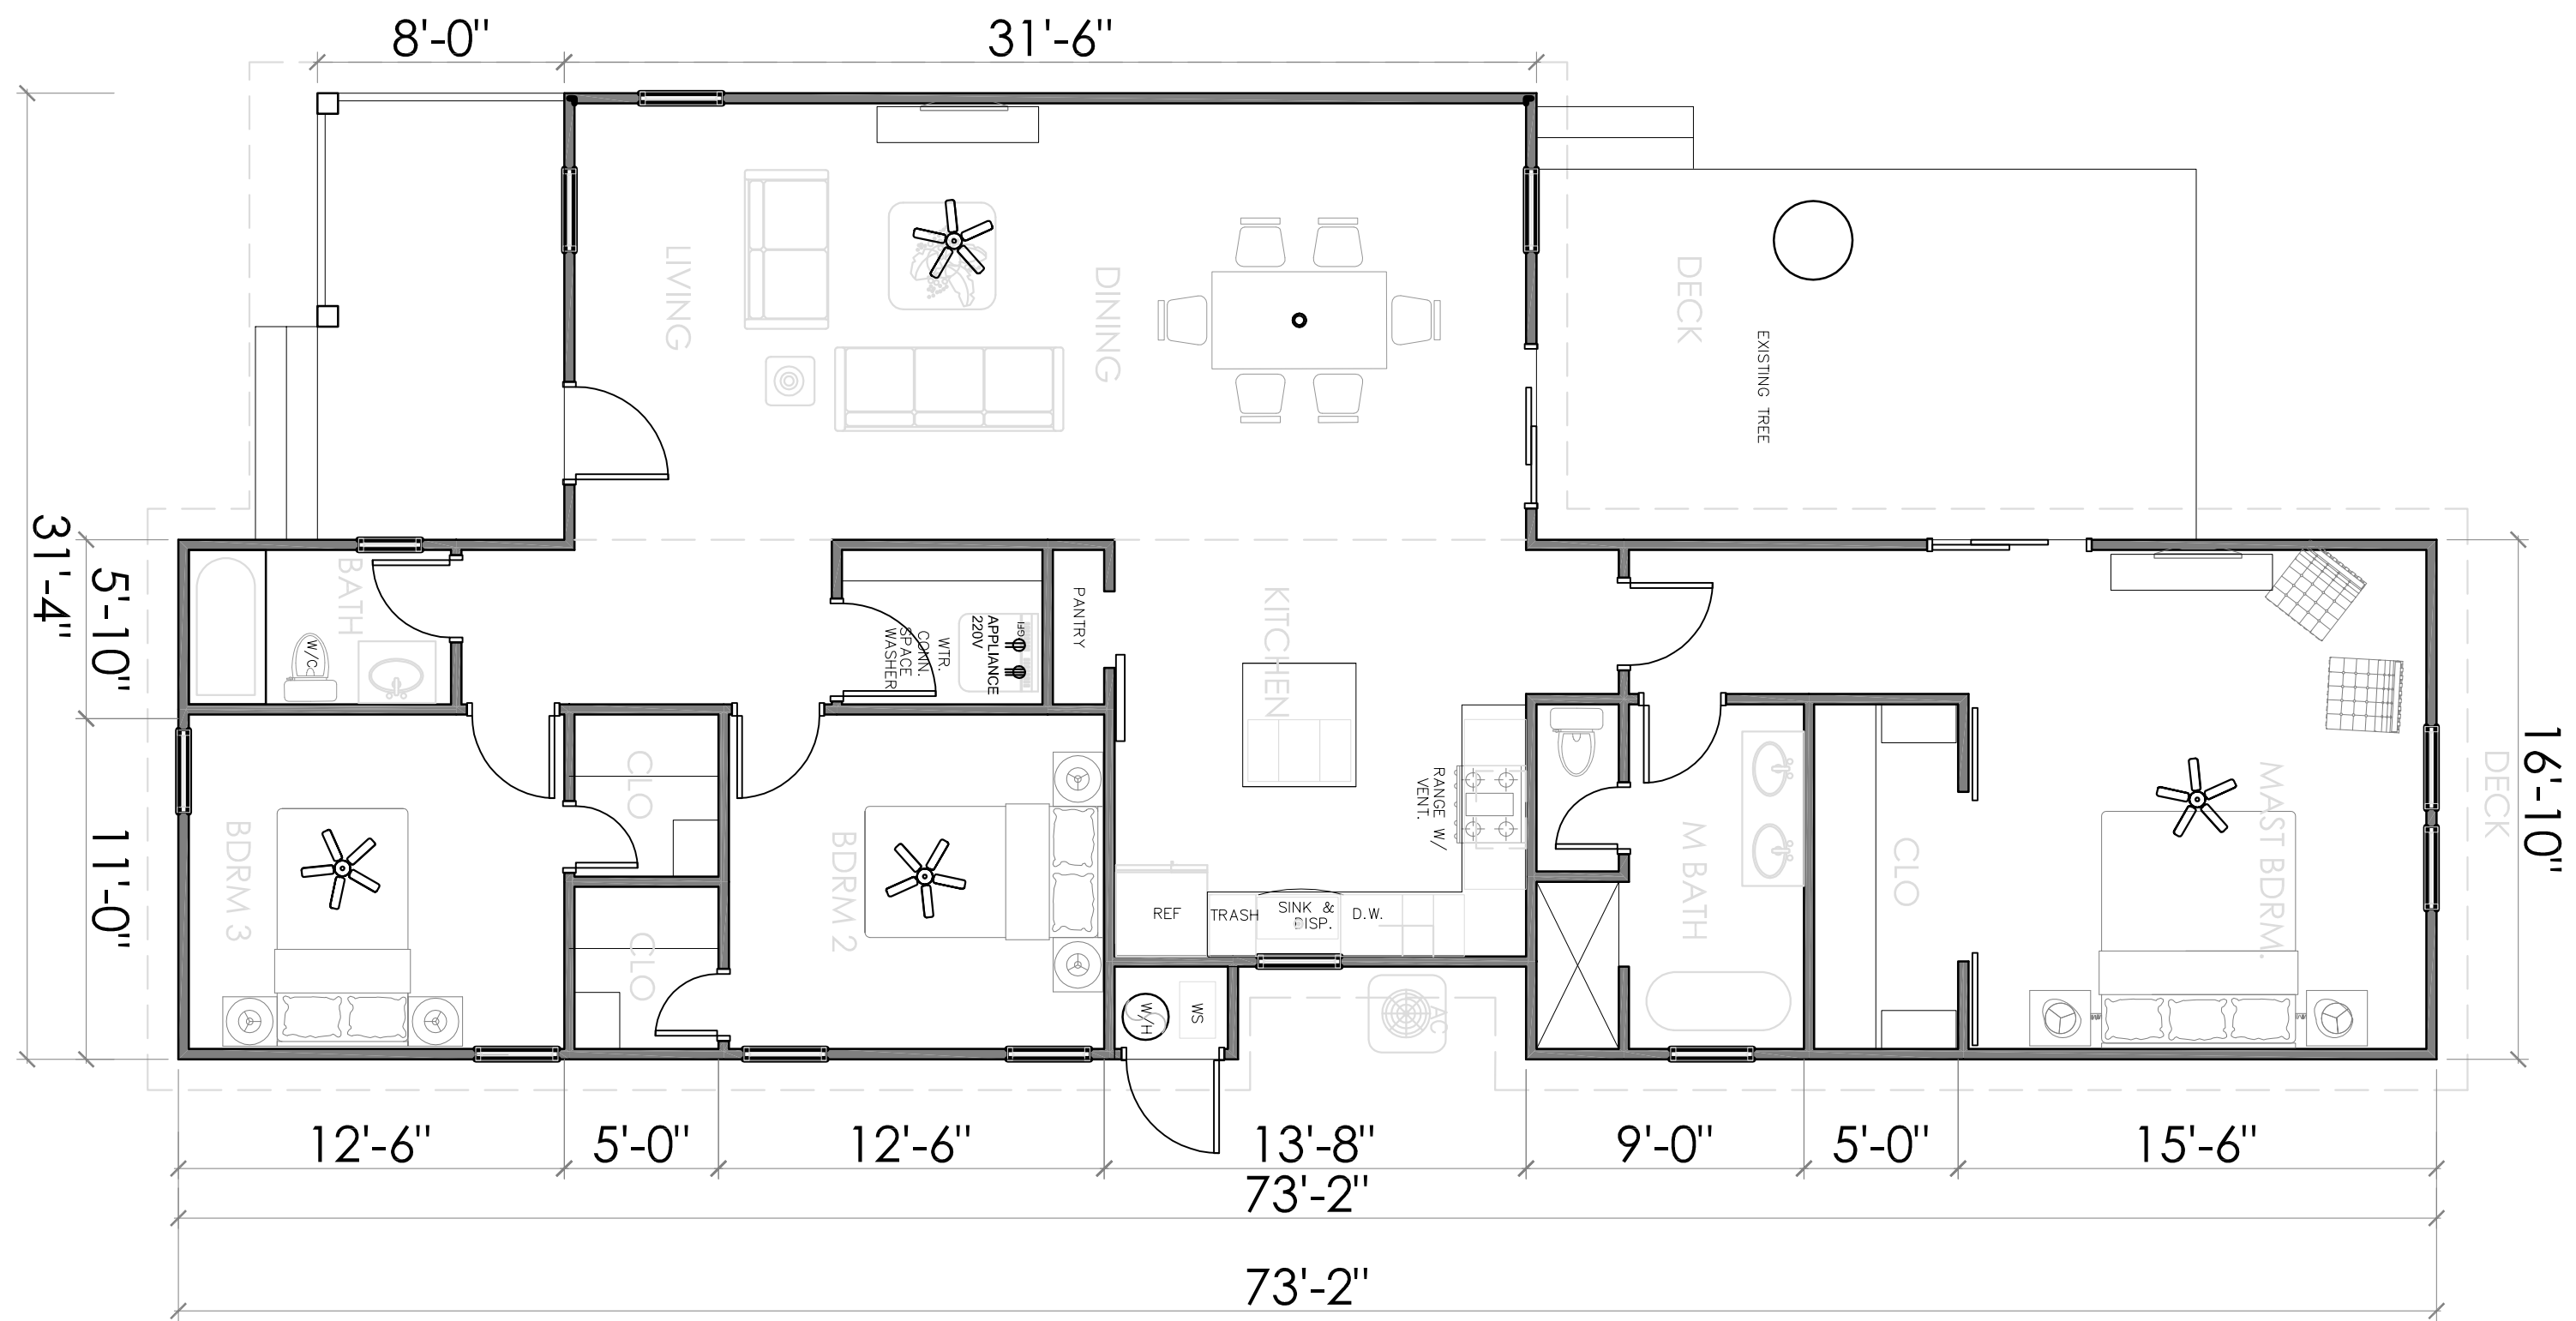 8'-0"
31'-6"
LIVING
DINING
DECK
EXISTING TREE
31'-4"
5'-10"
11'-0"
16'-10"
BATH
W/C
WASHER
SPACE
CONN.
WTR.
220V
APPLIANCE
PANTRY
KITCHEN
RANGE W/
VENT.
CLO
CLO
BDRM 3
BDRM 2
REF
TRASH
SINK &
DISP.
D.W.
M BATH
CLO
MAST BDRM.
DECK
W/H
WS
AC
12'-6"
5'-0"
12'-6"
13'-8"
9'-0"
5'-0"
15'-6"
73'-2"
73'-2"